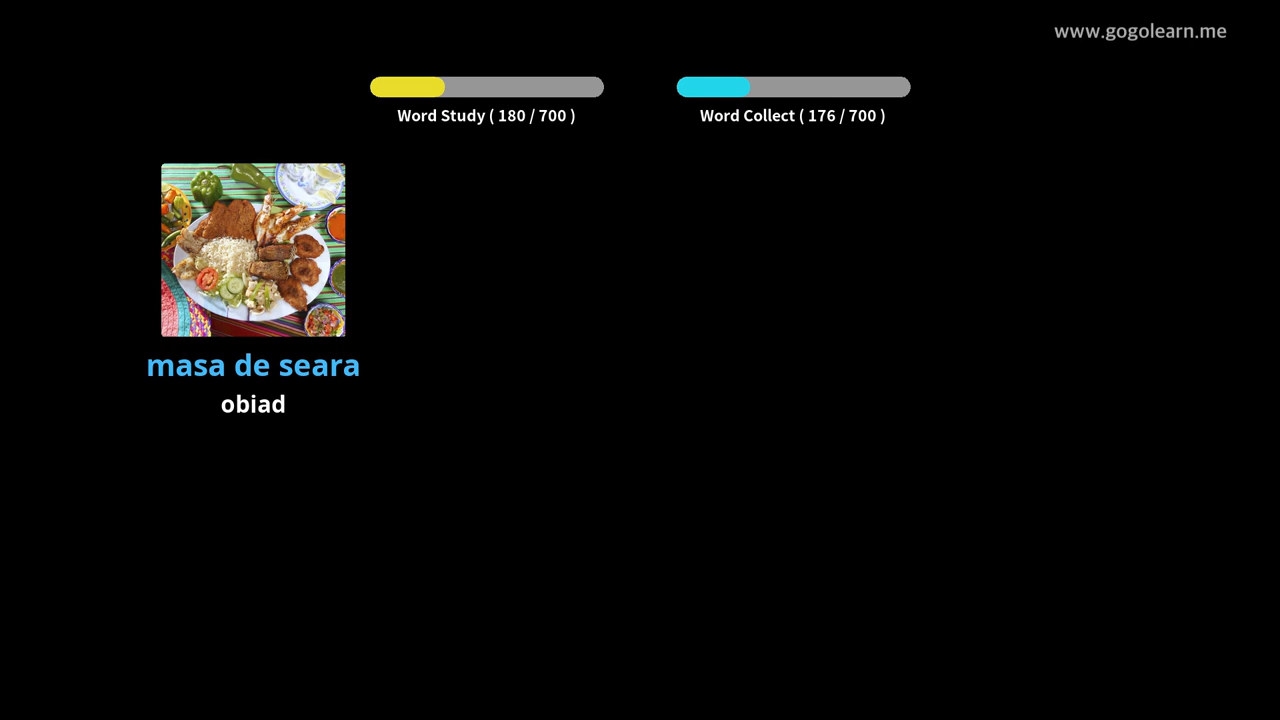 www.gogolearn.me
Word Study ( 180 / 700 )
Word Collect ( 176 / 700 )
masa de seara
obiad